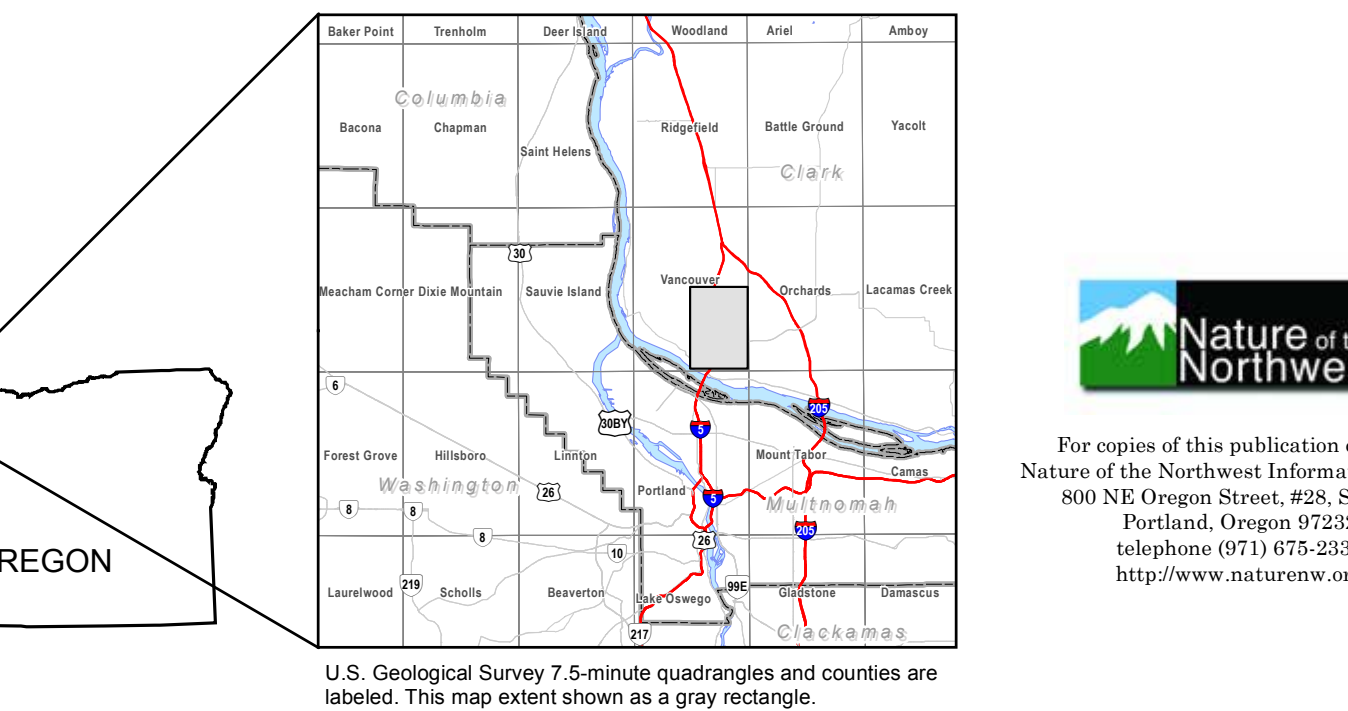 Baker Point Trenholm Deer Island Woodland Ariel Amboy
Columbia
Bacona Chapman Ridgefield Battle Ground Yacolt
Saint Helens
Clark
30
Vancouver
Meacham Corner Dixie Mountain Sauvie Island Orchards Lacamas Creek
6
205
30BY
5
Forest Grove Hillsboro Linnton Mount Tabor
Camas
Washington 26 Portland
5
Multnomah
8 8
205
8 26
10
219 99E
Laurelwood Scholls Beaverton Lake Oswego Gladstone Damascus
217 Clackamas
REGON
U.S. Geological Survey 7.5-minute quadrangles and counties are
labeled. This map extent shown as a gray rectangle.
Nature of t
Northwe
For copies of this publication
Nature of the Northwest Informa
800 NE Oregon Street, #28, S
Portland, Oregon 97232
telephone (971) 675-233
http://www.naturenw.or